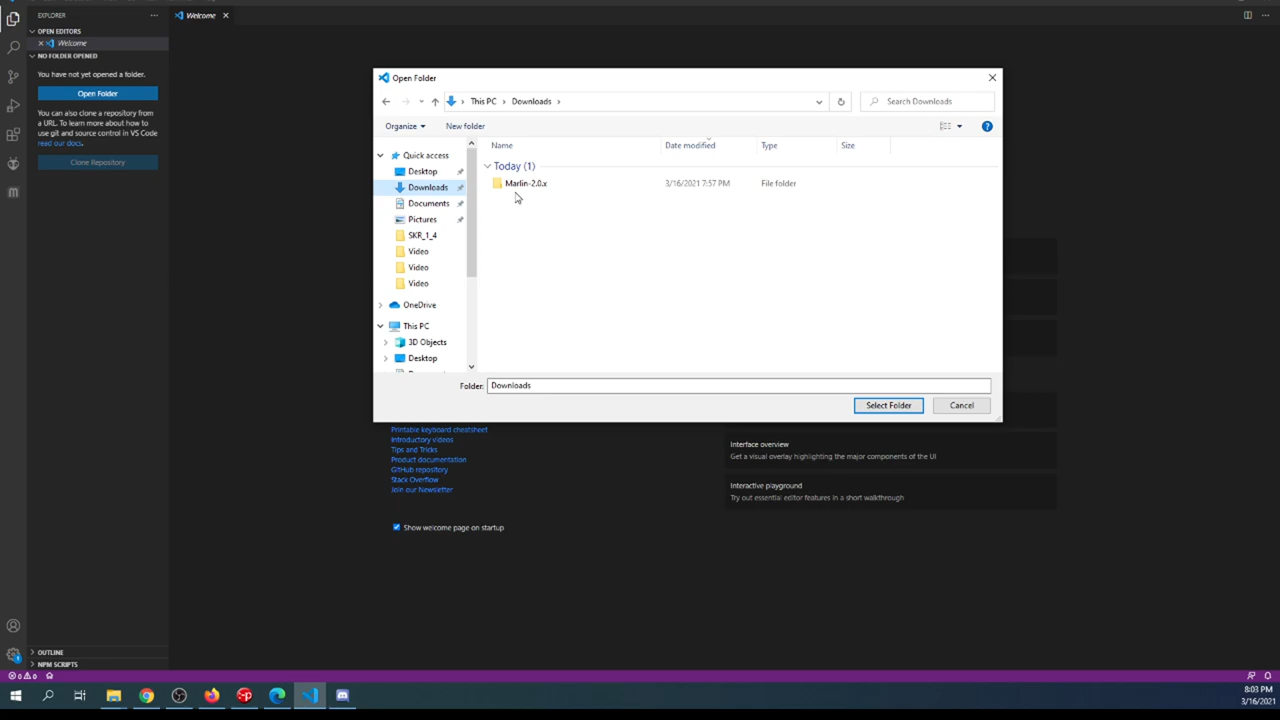 EXPLORER
Welcome
OPEN EDITORS
Welcome
NO FOLDER OPENED
You have not yet opened a folder.
Open Folder
You can also clone a repository
from a URL. To learn more about how
to use git and source control in VS Code
read our docs.
Clone Repository
Open Folder
This PC
Downloads
Search Downloads
Organize
New folder
Name
Date modified
Type
Size
Quick access
Desktop
Downloads
Documents
Pictures
SKR_1_4
Video
Video
Video
OneDrive
This PC
3D Objects
Desktop
Today (1)
Marlin-2.0.x
3/16/2021 7:57 PM
File folder
Folder:
Downloads
Select Folder
Cancel
Printable keyboard cheatsheet
Introductory videos
Tips and Tricks
Product documentation
GitHub repository
Stack Overflow
Join our Newsletter
Show welcome page on startup
Interface overview
Get a visual overlay highlighting the major components of the UI
Interactive playground
Try out essential editor features in a short walkthrough
OUTLINE
NPM SCRIPTS
0 0
8:03 PM
3/16/2021